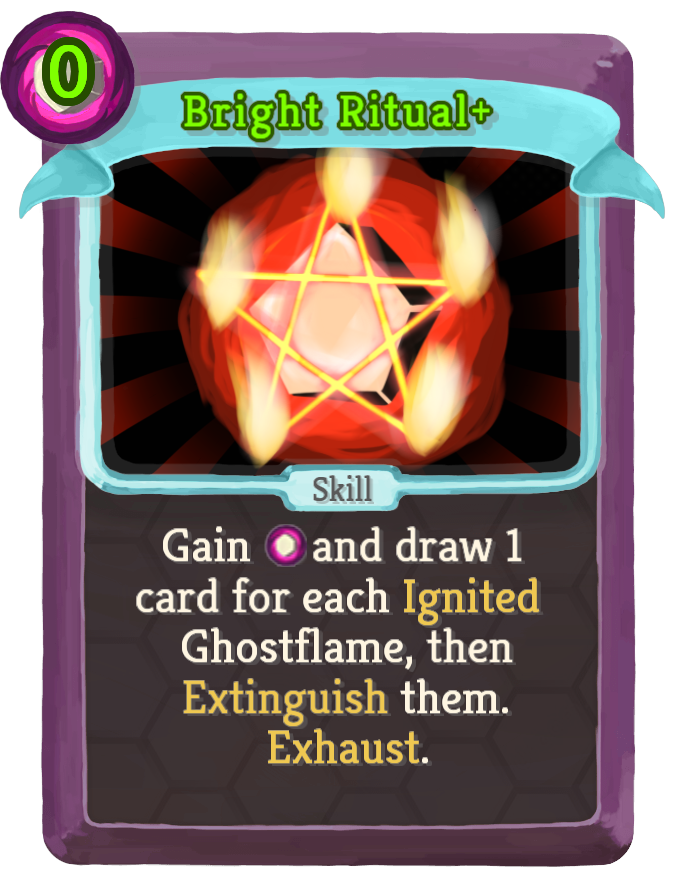 0
Bright Ritual+
Skill
Gain and draw 1
card for each Ignited
Ghostflame, then
Extinguish them.
Exhaust.